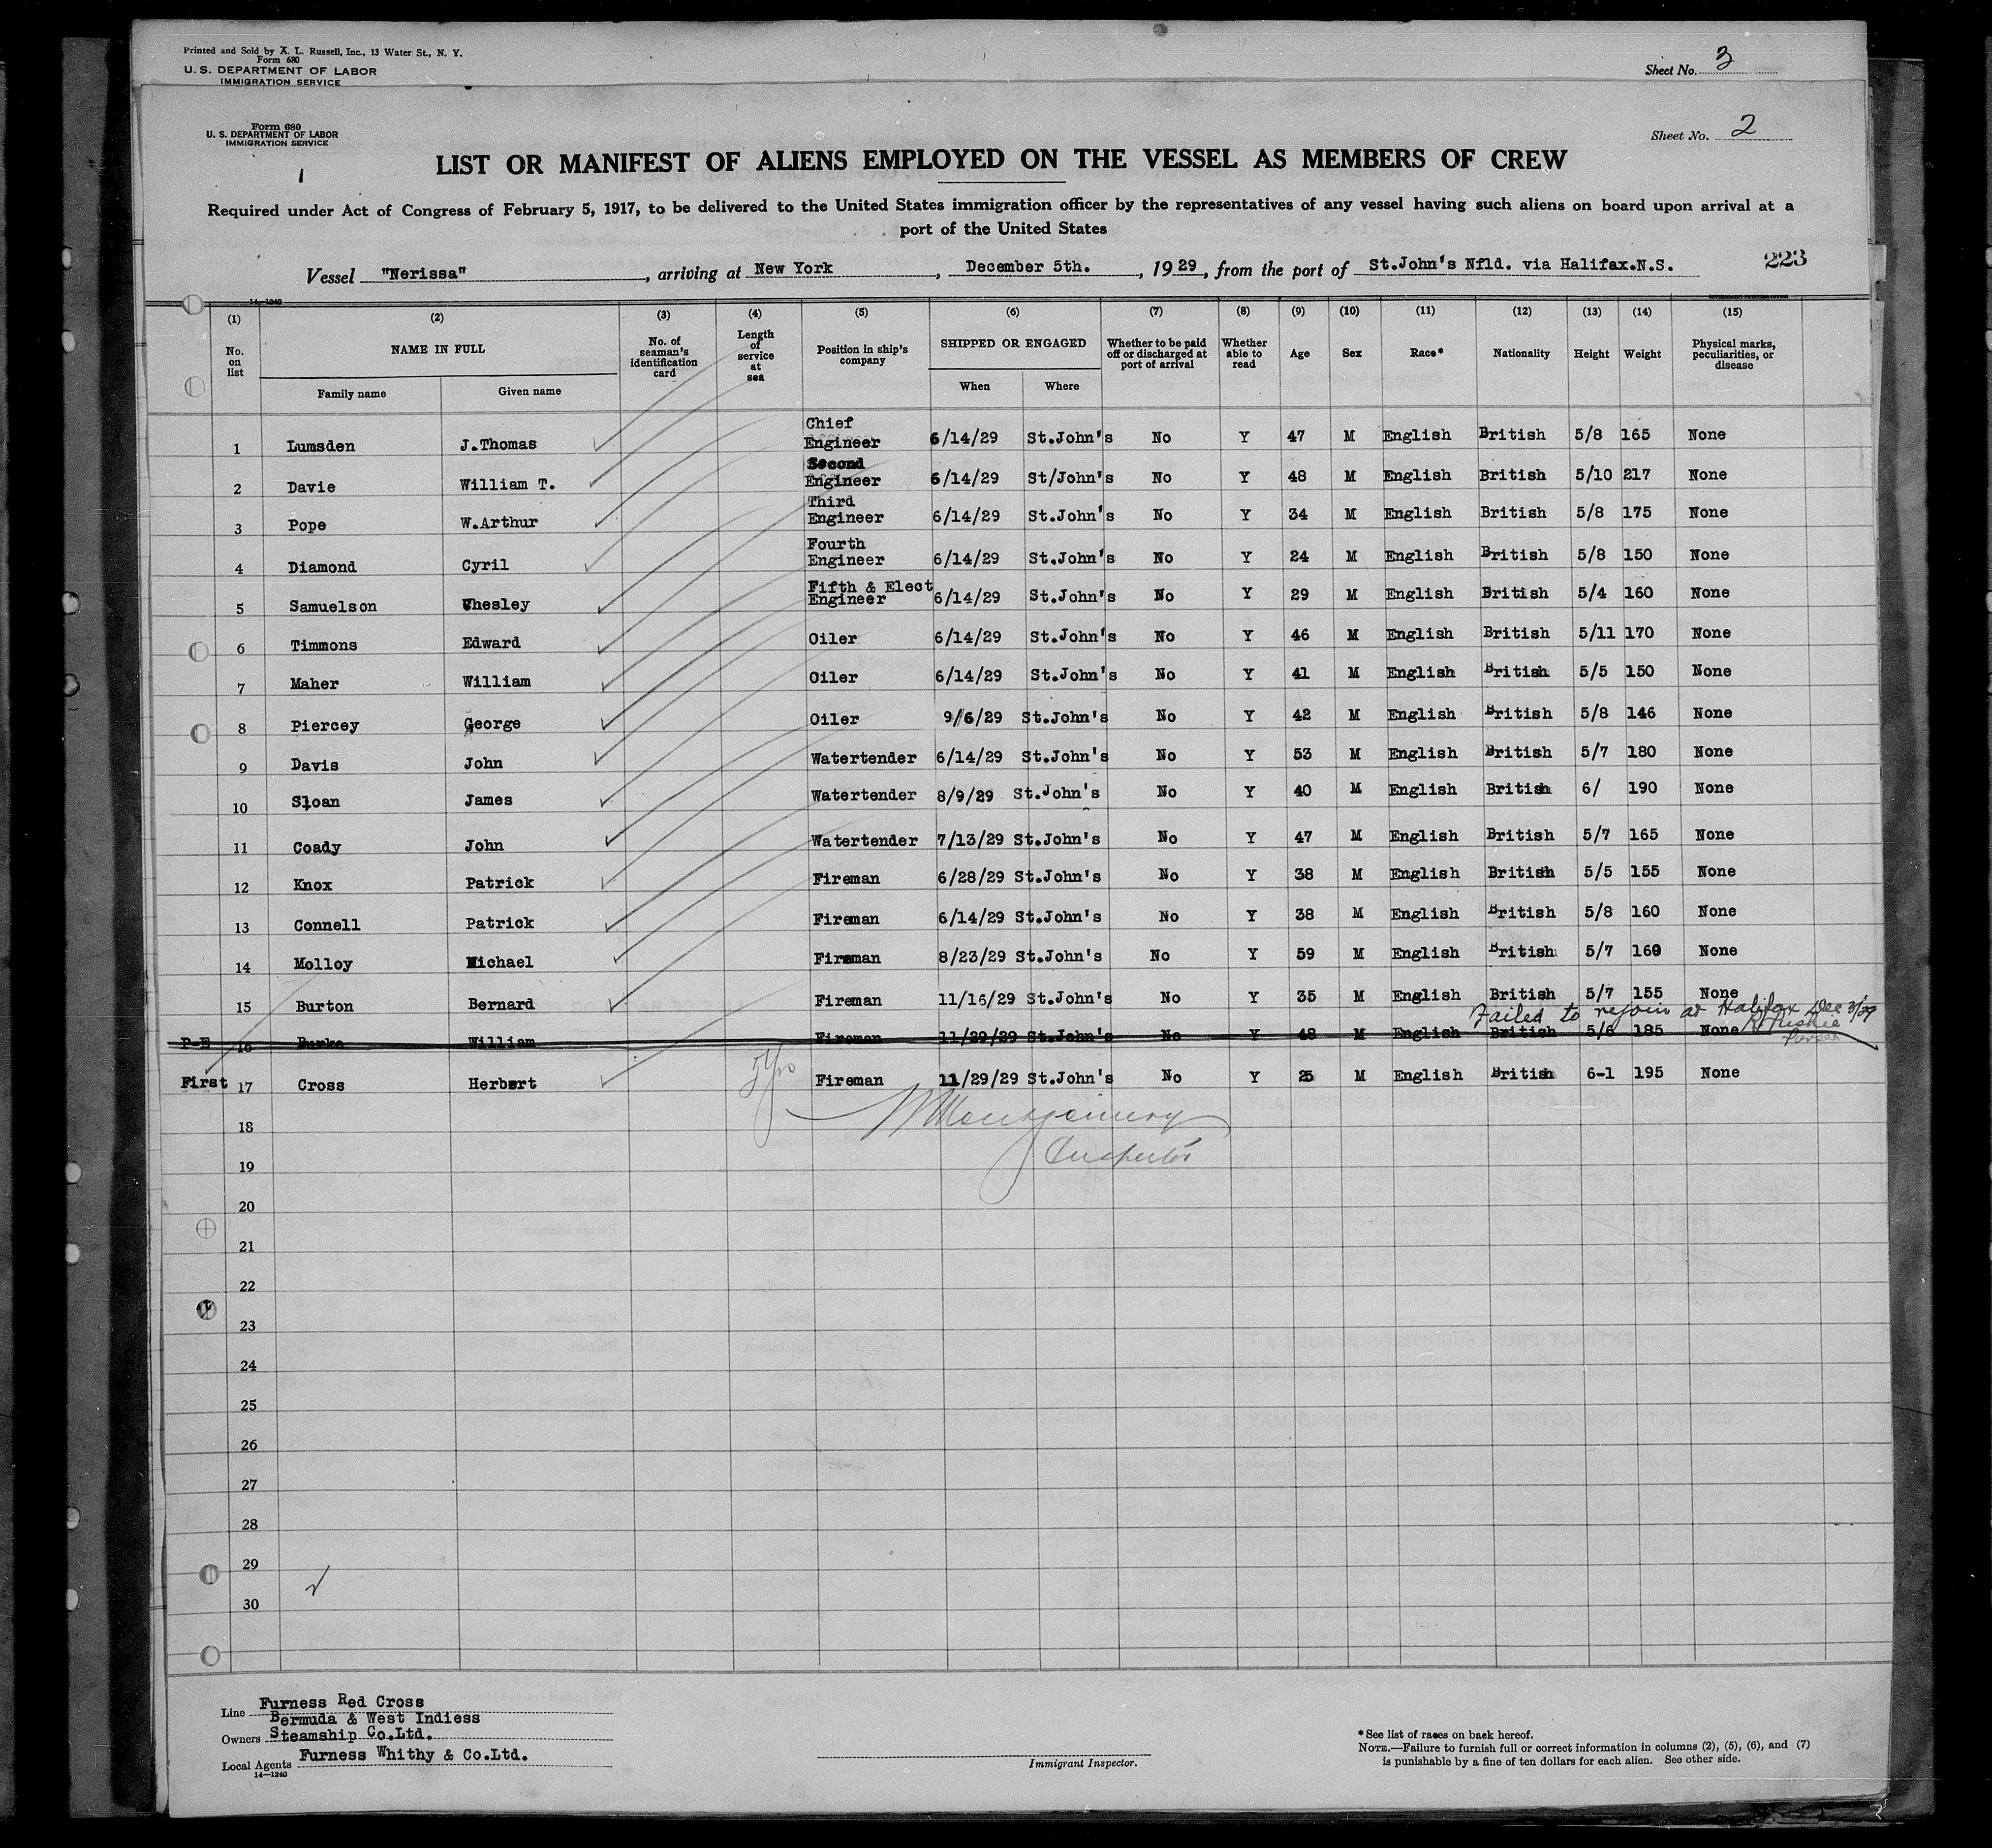 Printed and Sold by A. L. Russell, Inc., 13 Water St., N. Y.
Form 680
U. S. DEPARTMENT OF LABOR
IMMIGRATION SERVICE
Sheet No. 3
Form 680
U. S. DEPARTMENT OF LABOR
IMMIGRATION SERVICE
Sheet No. 2
1
LIST OR MANIFEST OF ALIENS EMPLOYED ON THE VESSEL AS MEMBERS OF CREW
Required under Act of Congress of February 5, 1917, to be delivered to the United States immigration officer by the representatives of any vessel having such aliens on board upon arrival at a
port of the United States
Vessel "Nerissa", arriving at New York, December 5th., 1929, from the port of St.John's Nfld. via Halifax.N.S.
223
14—1240
(1) (2) (3) (4) (5) (6) (7) (8) (9) (10) (11) (12) (13) (14) (15)
No. on list NAME IN FULL Family name Given name No. of seaman's identification card Length of service at sea Position in ship's company SHIPPED OR ENGAGED When Where Whether to be paid off or discharged at port of arrival Whether able to read Age Sex Race* Nationality Height Weight Physical marks, peculiarities, or disease
1 Lumsden J.Thomas Chief Engineer 6/14/29 St.John's No Y 47 M English British 5/8 165 None
2 Davie William T. Second Engineer 6/14/29 St/John's No Y 48 M English British 5/10 217 None
3 Pope W.Arthur Third Engineer 6/14/29 St.John's No Y 34 M English British 5/8 175 None
4 Diamond Cyril Fourth Engineer 6/14/29 St.John's No Y 24 M English British 5/8 150 None
5 Samuelson Chesley Fifth & Elect Engineer 6/14/29 St.John's No Y 29 M English British 5/4 160 None
6 Timmons Edward Oiler 6/14/29 St.John's No Y 46 M English British 5/11 170 None
7 Maher William Oiler 6/14/29 St.John's No Y 41 M English British 5/5 150 None
8 Piercey George Oiler 9/6/29 St.John's No Y 42 M English British 5/8 146 None
9 Davis John Watertender 6/14/29 St.John's No Y 53 M English British 5/7 180 None
10 Sloan James Watertender 8/9/29 St.John's No Y 40 M English British 6/ 190 None
11 Coady John Watertender 7/13/29 St.John's No Y 47 M English British 5/7 165 None
12 Knox Patrick Fireman 6/28/29 St.John's No Y 38 M English British 5/5 155 None
13 Connell Patrick Fireman 6/14/29 St.John's No Y 38 M English British 5/8 160 None
14 Molloy Michael Fireman 8/23/29 St.John's No Y 59 M English British 5/7 160 None
15 Burton Bernard Fireman 11/16/29 St.John's No Y 35 M English British 5/7 155 None
Failed to rejoin at Halifax Dec 3/29
P-E 16 Burke William Fireman 11/29/29 St.John's No Y 48 M English British 5/6 185 None
Purser
First 17 Cross Herbert Fireman 11/29/29 St.John's No Y 25 M English British 6-1 195 None
Montgomery
18
Inspector
19
20
21
22
23
24
25
26
27
28
29
30
Line Furness Red Cross
Bermuda & West Indiess
Owners Steamship Co.Ltd.
Local Agents Furness Whithy & Co.Ltd.
14—1240
Immigrant Inspector.
*See list of races on back hereof.
NOTE.—Failure to furnish full or correct information in columns (2), (5), (6), and (7)
is punishable by a fine of ten dollars for each alien. See other side.